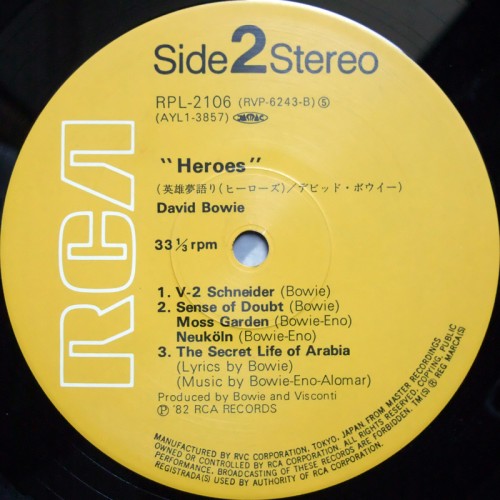 Side 2 Stereo
RPL-2106 (RVP-6243-B) Ⓢ
(AYL1-3857) JASRAC
"Heroes"
(英雄夢語り(ヒーローズ)/デビッド・ボウイー)
David Bowie
33⅓ rpm
1. V-2 Schneider (Bowie)
2. Sense of Doubt (Bowie)
Moss Garden (Bowie-Eno)
Neuköln (Bowie-Eno)
3. The Secret Life of Arabia
(Lyrics by Bowie)
(Music by Bowie-Eno-Alomar)
Produced by Bowie and Visconti
Ⓟ '82 RCA RECORDS
RCA
MANUFACTURED BY RVC CORPORATION, TOKYO, JAPAN, FROM MASTER RECORDINGS
OWNED OR CONTROLLED BY RCA CORPORATION. ALL RIGHTS RESERVED. COPYING, PUBLIC
PERFORMANCE, BROADCASTING OF THESE RECORDS ARE FORBIDDEN. TM(S) ® REG MARCA(S)
REGISTRADA(S) USED BY AUTHORITY OF RCA CORPORATION.